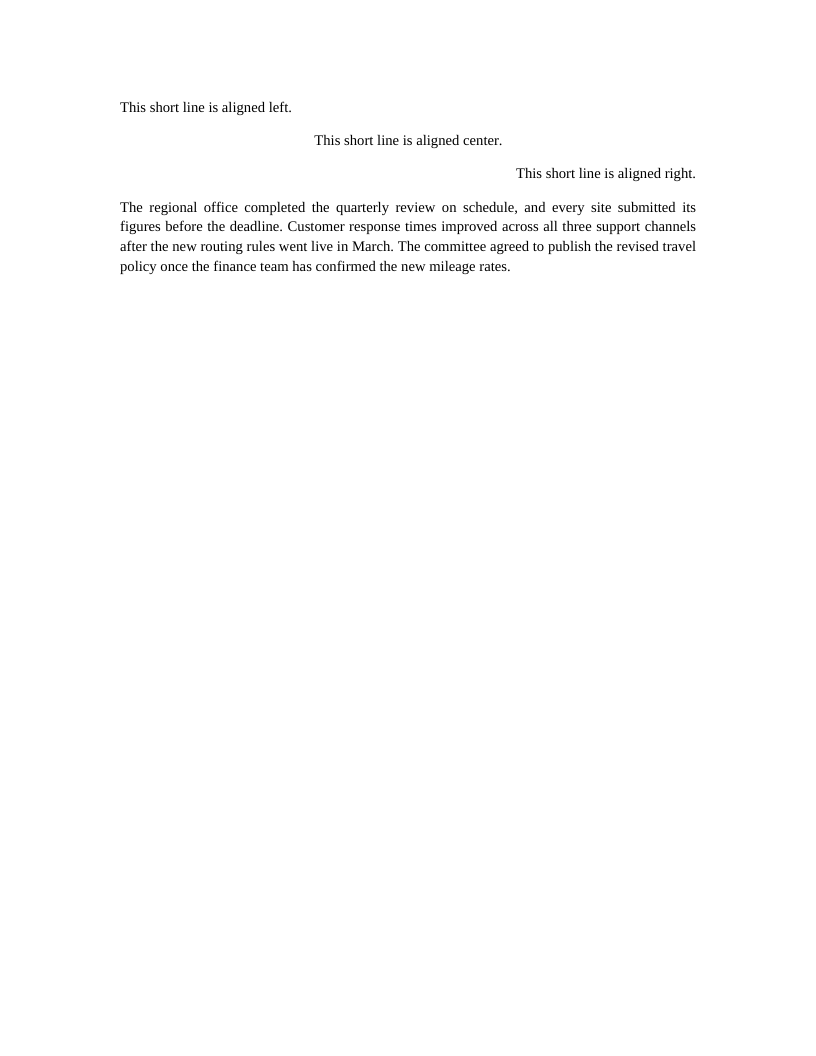 This short line is aligned left.
This short line is aligned center.
This short line is aligned right.
The regional office completed the quarterly review on schedule, and every site submitted its
figures before the deadline. Customer response times improved across all three support channels
after the new routing rules went live in March. The committee agreed to publish the revised travel
policy once the finance team has confirmed the new mileage rates.